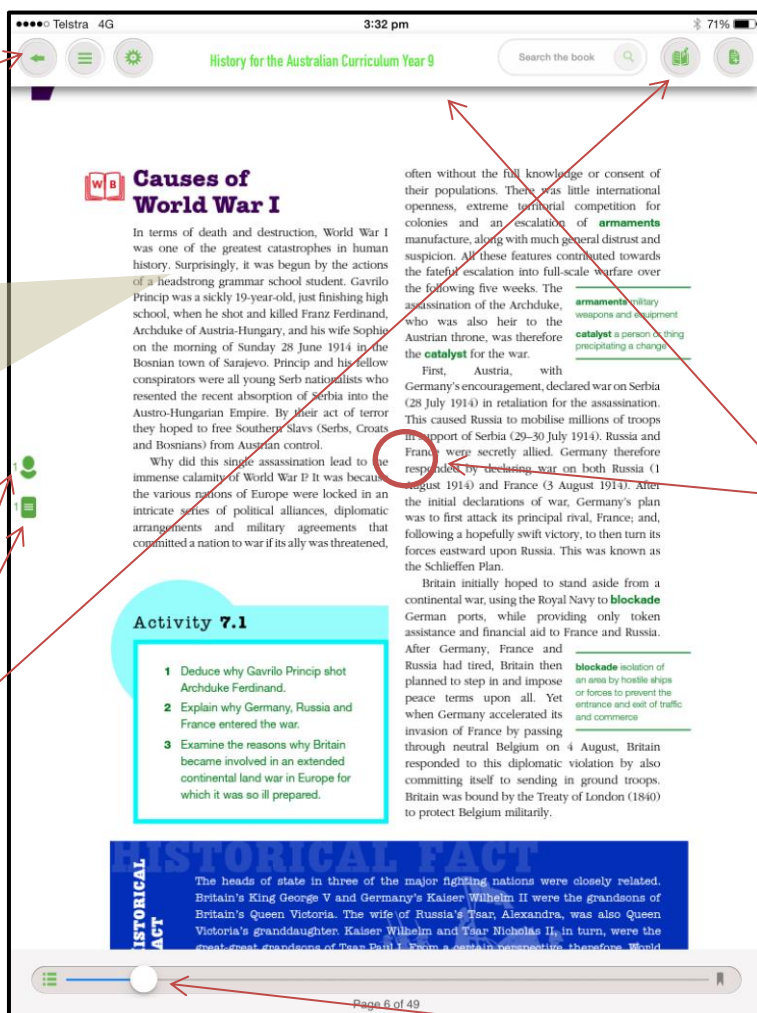 Telstra 4G
3:32 pm
71%
History for the Australian Curriculum Year 9
Search the book
W B
Causes of
World War I
In terms of death and destruction, World War I
was one of the greatest catastrophes in human
history. Surprisingly, it was begun by the actions
of a headstrong grammar school student. Gavrilo
Princip was a sickly 19-year-old, just finishing high
school, when he shot and killed Franz Ferdinand,
Archduke of Austria-Hungary, and his wife Sophie
on the morning of Sunday 28 June 1914 in the
Bosnian town of Sarajevo. Princip and his fellow
conspirators were all young Serb nationalists who
resented the recent absorption of Serbia into the
Austro-Hungarian Empire. By their act of terror
they hoped to free Southern Slavs (Serbs, Croats
and Bosnians) from Austrian control.
Why did this single assassination lead to the
immense calamity of World War I? It was because
the various nations of Europe were locked in an
intricate series of political alliances, diplomatic
arrangements and military agreements that
committed a nation to war if its ally was threatened,
1
1
Activity 7.1
1 Deduce why Gavrilo Princip shot
Archduke Ferdinand.
2 Explain why Germany, Russia and
France entered the war.
3 Examine the reasons why Britain
became involved in an extended
continental land war in Europe for
which it was so ill prepared.
often without the full knowledge or consent of
their populations. There was little international
openness, extreme territorial competition for
colonies and an escalation of armaments
manufacture, along with much general distrust and
suspicion. All these features contributed towards
the fateful escalation into full-scale warfare over
the following five weeks. The
assassination of the Archduke,
who was also heir to the
Austrian throne, was therefore
the catalyst for the war.
armaments military
weapons and equipment
catalyst a person or thing
precipitating a change
First, Austria, with
Germany's encouragement, declared war on Serbia
(28 July 1914) in retaliation for the assassination.
This caused Russia to mobilise millions of troops
in support of Serbia (29–30 July 1914). Russia and
France were secretly allied. Germany therefore
responded by declaring war on both Russia (1
August 1914) and France (3 August 1914). After
the initial declarations of war, Germany's plan
was to first attack its principal rival, France; and,
following a hopefully swift victory, to then turn its
forces eastward upon Russia. This was known as
the Schlieffen Plan.
Britain initially hoped to stand aside from a
continental war, using the Royal Navy to blockade
German ports, while providing only token
assistance and financial aid to France and Russia.
After Germany, France and
Russia had tired, Britain then
planned to step in and impose
peace terms upon all. Yet
when Germany accelerated its
invasion of France by passing
through neutral Belgium on 4 August, Britain
responded to this diplomatic violation by also
committing itself to sending in ground troops.
Britain was bound by the Treaty of London (1840)
to protect Belgium militarily.
blockade isolation of
an area by hostile ships
or forces to prevent the
entrance and exit of traffic
and commerce
HISTORICAL FACT
HISTORICAL
FACT
The heads of state in three of the major fighting nations were closely related.
Britain's King George V and Germany's Kaiser Wilhelm II were the grandsons of
Britain's Queen Victoria. The wife of Russia's Tsar, Alexandra, was also Queen
Victoria's granddaughter. Kaiser Wilhelm and Tsar Nicholas II, in turn, were the
great-great grandsons of Tsar Paul I. From a certain perspective, therefore, World
Page 6 of 49